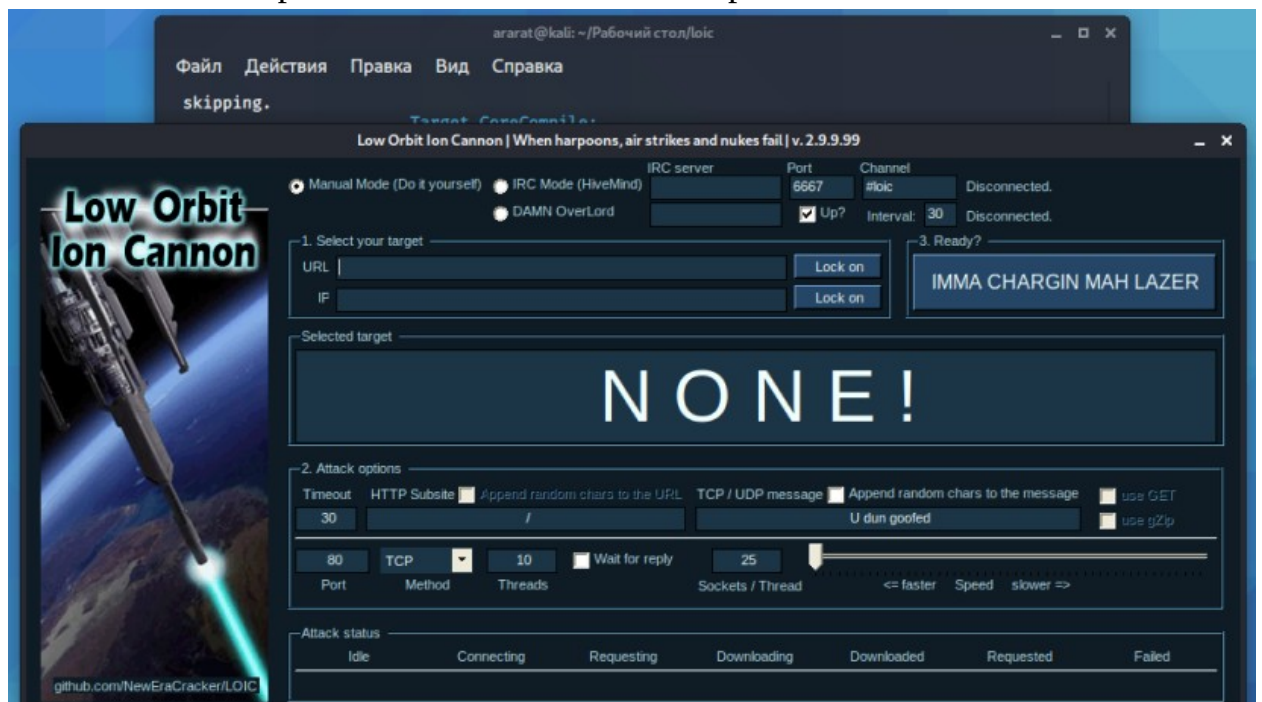 ararat@kali: ~/Рабочий стол/loic
Файл Действия Правка Вид Справка
skipping.
Target CoreCompile:
Low Orbit Ion Cannon | When harpoons, air strikes and nukes fail | v. 2.9.9.99
Low Orbit
Ion Cannon
IRC server Port Channel
Manual Mode (Do it yourself) IRC Mode (HiveMind) 6667 #loic Disconnected.
DAMN OverLord Up? Interval: 30 Disconnected.
1. Select your target
URL Lock on
IP Lock on
3. Ready?
IMMA CHARGIN MAH LAZER
Selected target
NONE!
2. Attack options
Timeout HTTP Subsite Append random chars to the URL TCP / UDP message Append random chars to the message use GET
30 / U dun goofed use gZip
80 TCP 10 Wait for reply 25
Port Method Threads Sockets / Thread <= faster Speed slower =>
Attack status
Idle Connecting Requesting Downloading Downloaded Requested Failed
github.com/NewEraCracker/LOIC